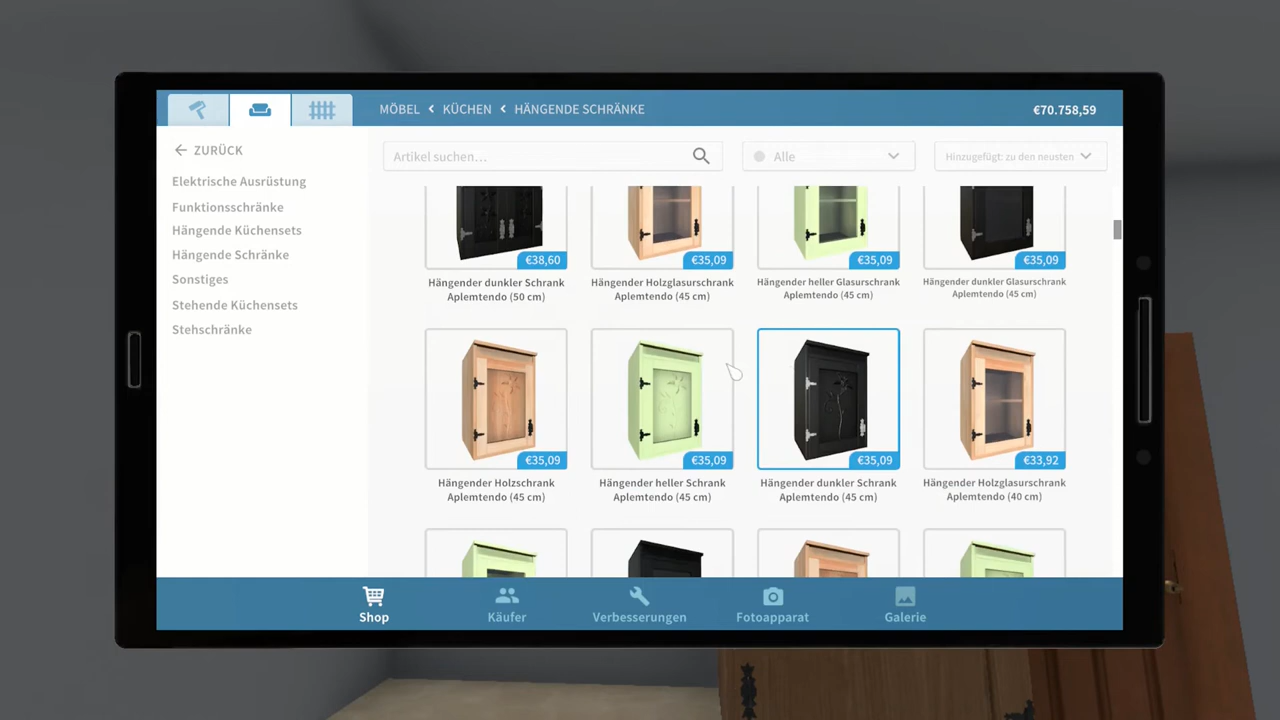 MÖBEL < KÜCHEN < HÄNGENDE SCHRÄNKE
€70.758,59
ZURÜCK
Elektrische Ausrüstung
Funktionsschränke
Hängende Küchensets
Hängende Schränke
Sonstiges
Stehende Küchensets
Stehschränke
Artikel suchen...
Alle
Hinzugefügt: zu den neusten
€38,60
€35,09
€35,09
€35,09
Hängender dunkler Schrank
Aplemtendo (50 cm)
Hängender Holzglasurschrank
Aplemtendo (45 cm)
Hängender heller Glasurschrank
Aplemtendo (45 cm)
Hängender dunkler Glasurschrank
Aplemtendo (45 cm)
€35,09
€35,09
€35,09
€33,92
Hängender Holzschrank
Aplemtendo (45 cm)
Hängender heller Schrank
Aplemtendo (45 cm)
Hängender dunkler Schrank
Aplemtendo (45 cm)
Hängender Holzglasurschrank
Aplemtendo (40 cm)
Shop
Käufer
Verbesserungen
Fotoapparat
Galerie